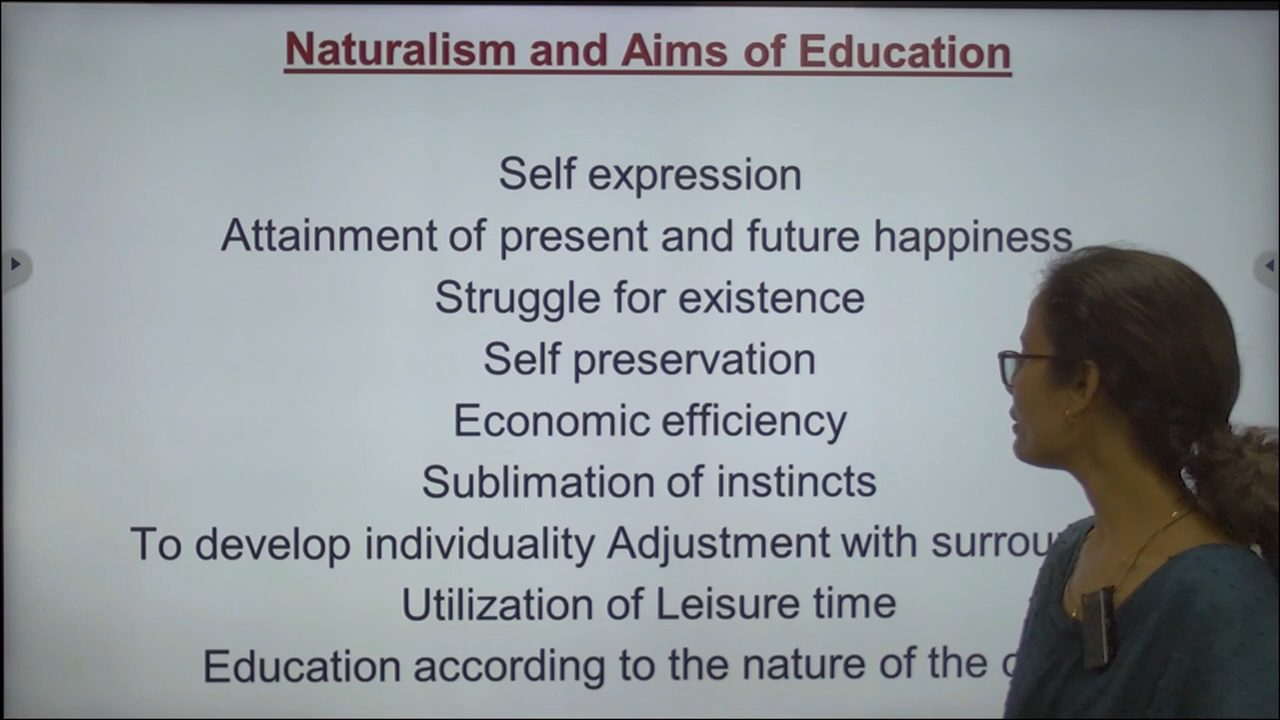 Naturalism and Aims of Education
Self expression
Attainment of present and future happiness
Struggle for existence
Self preservation
Economic efficiency
Sublimation of instincts
To develop individuality Adjustment with
Utilization of Leisure time
Education according to the nature of the